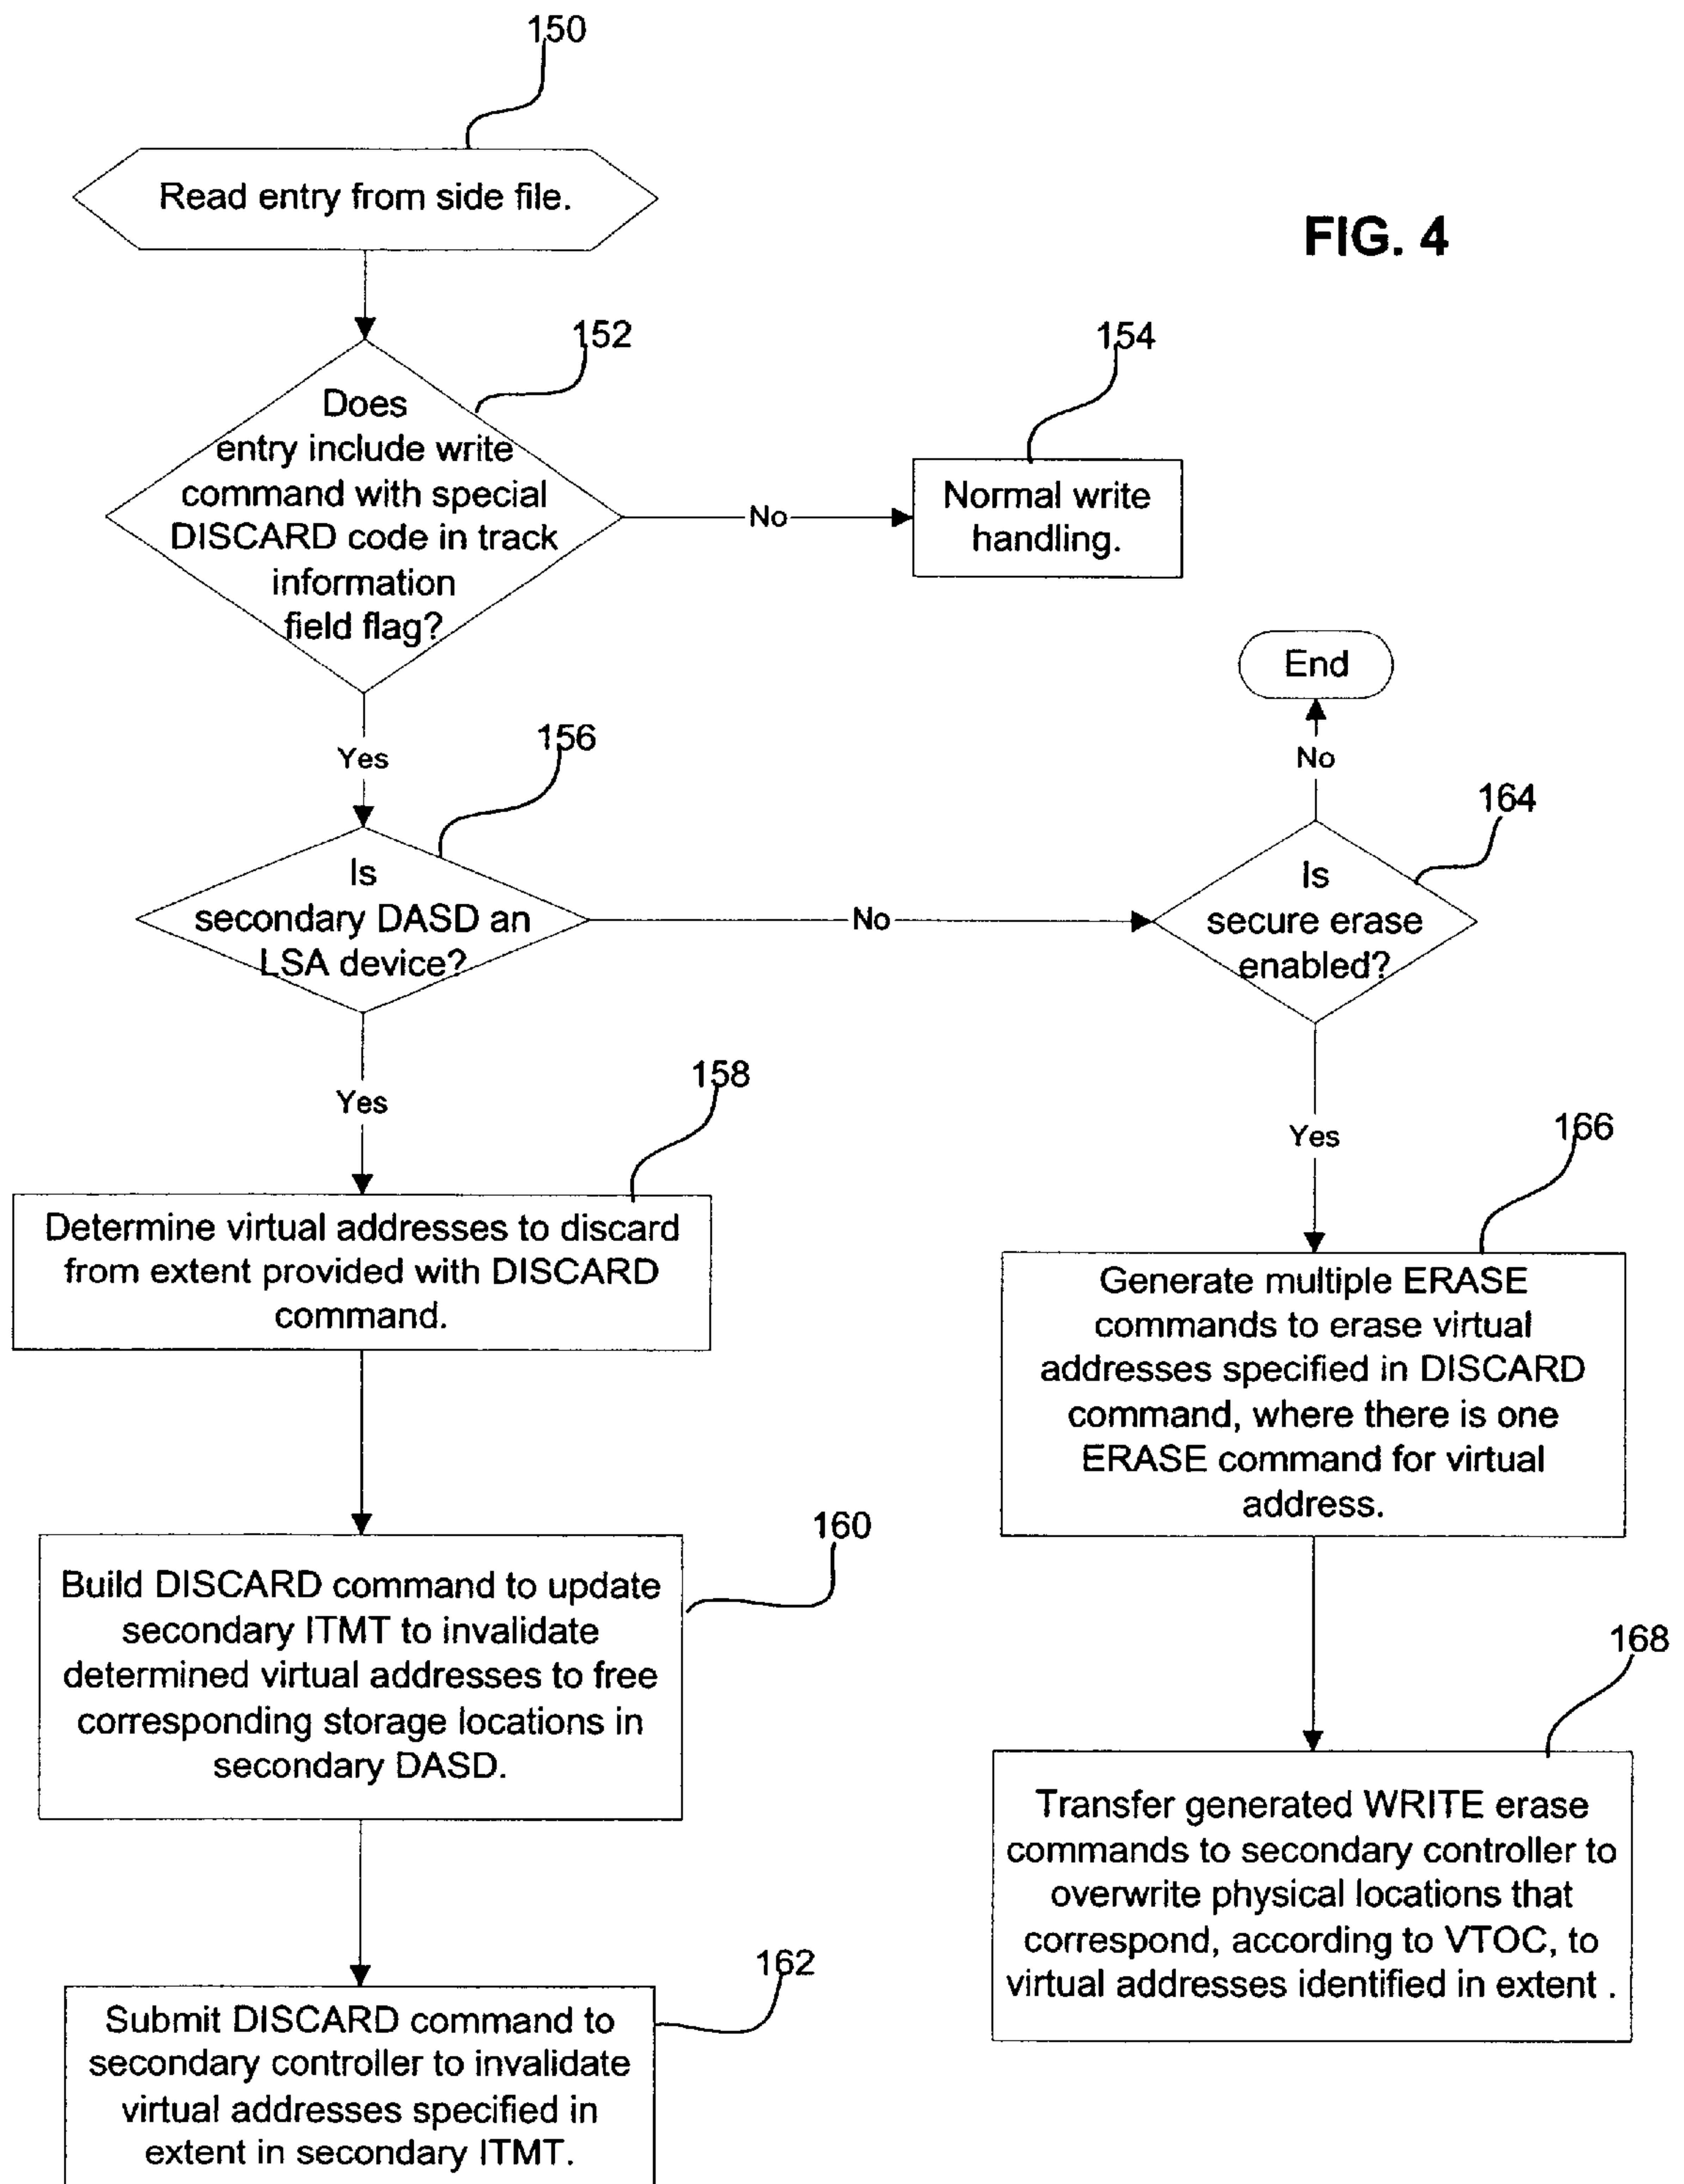 150
Read entry from side file.
FIG. 4
152
154
Does
entry include write
command with special
DISCARD code in track
information
field flag?
No
Normal write
handling.
End
Yes
156
No
164
Is
secondary DASD an
LSA device?
No
Is
secure erase
enabled?
Yes
158
Yes
166
Determine virtual addresses to discard
from extent provided with DISCARD
command.
Generate multiple ERASE
commands to erase virtual
addresses specified in DISCARD
command, where there is one
ERASE command for virtual
address.
160
Build DISCARD command to update
secondary ITMT to invalidate
determined virtual addresses to free
corresponding storage locations in
secondary DASD.
168
Transfer generated WRITE erase
commands to secondary controller to
overwrite physical locations that
correspond, according to VTOC, to
virtual addresses identified in extent .
162
Submit DISCARD command to
secondary controller to invalidate
virtual addresses specified in
extent in secondary ITMT.